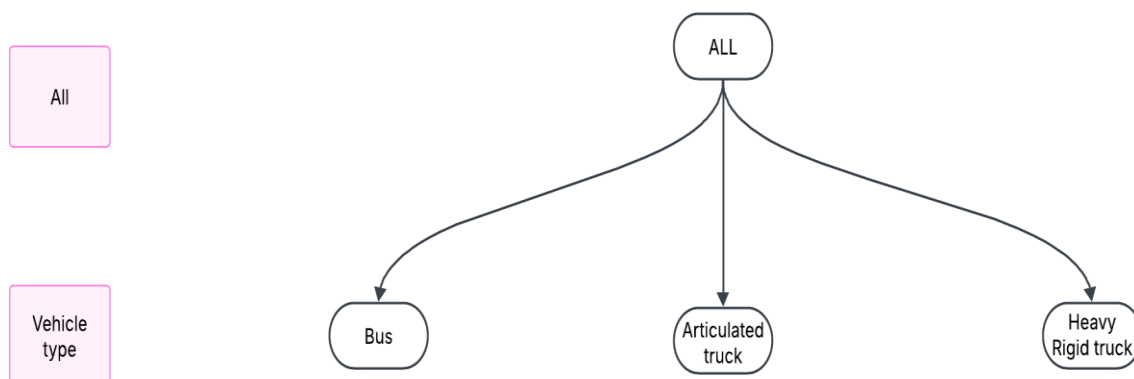 ALL
All
Bus
Articulated
truck
Heavy
Rigid truck
Vehicle
type